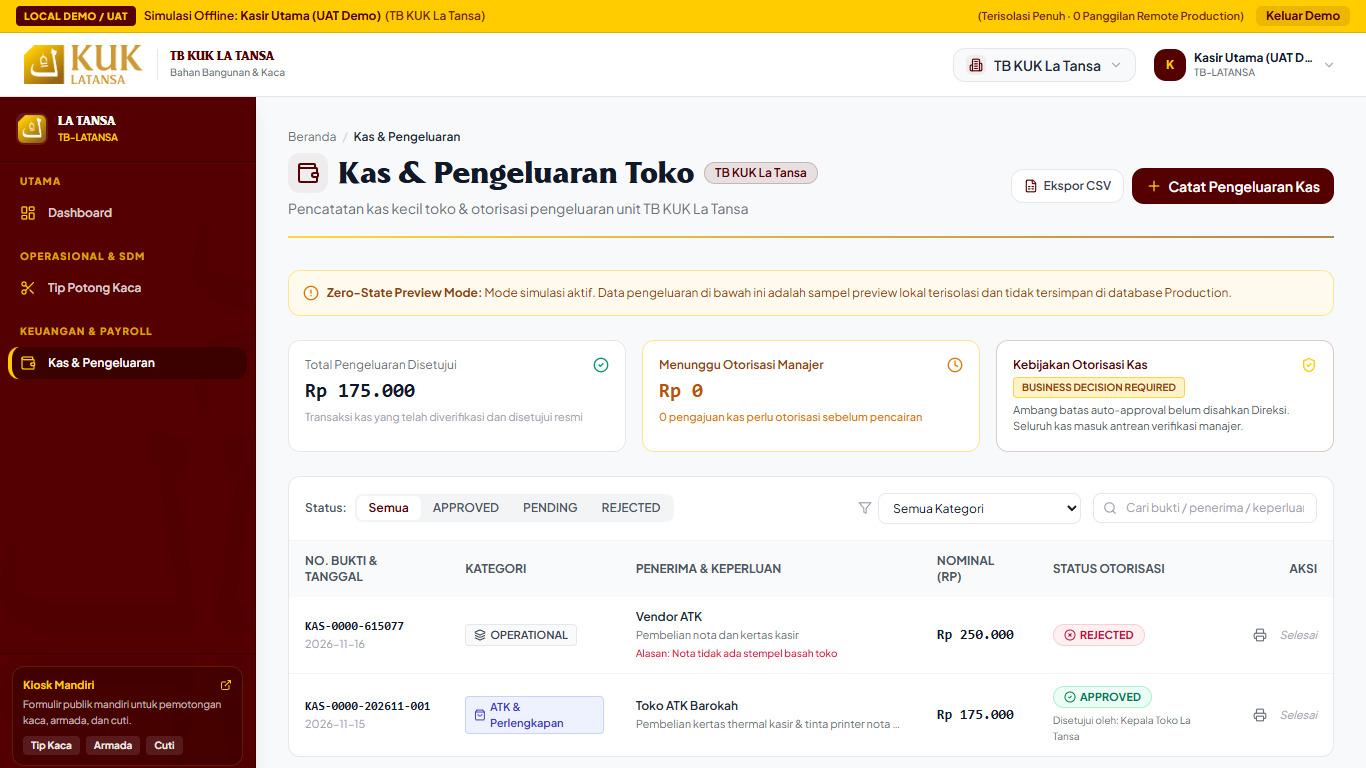 LOCAL DEMO / UAT Simulasi Offline: Kasir Utama (UAT Demo) (TB KUK La Tansa) (Terisolasi Penuh · 0 Panggilan Remote Production) Keluar Demo
KUK
LATANSA
TB KUK LA TANSA
Bahan Bangunan & Kaca
TB KUK La Tansa
K
Kasir Utama (UAT D...
TB-LATANSA
LA TANSA
TB-LATANSA
UTAMA
Dashboard
OPERASIONAL & SDM
Tip Potong Kaca
KEUANGAN & PAYROLL
Kas & Pengeluaran
Kiosk Mandiri
Formulir publik mandiri untuk pemotongan
kaca, armada, dan cuti.
Tip Kaca Armada Cuti
Beranda / Kas & Pengeluaran
Kas & Pengeluaran Toko TB KUK La Tansa
Pencatatan kas kecil toko & otorisasi pengeluaran unit TB KUK La Tansa
Ekspor CSV
+ Catat Pengeluaran Kas
Zero-State Preview Mode: Mode simulasi aktif. Data pengeluaran di bawah ini adalah sampel preview lokal terisolasi dan tidak tersimpan di database Production.
Total Pengeluaran Disetujui
Rp 175.000
Transaksi kas yang telah diverifikasi dan disetujui resmi
Menunggu Otorisasi Manajer
Rp 0
0 pengajuan kas perlu otorisasi sebelum pencairan
Kebijakan Otorisasi Kas
BUSINESS DECISION REQUIRED
Ambang batas auto-approval belum disahkan Direksi.
Seluruh kas masuk antrean verifikasi manajer.
Status: Semua APPROVED PENDING REJECTED
Semua Kategori
Cari bukti / penerima / keperluan
NO. BUKTI &
TANGGAL
KATEGORI
PENERIMA & KEPERLUAN
NOMINAL
(RP)
STATUS OTORISASI
AKSI
KAS-0000-615077
2026-11-16
OPERATIONAL
Vendor ATK
Pembelian nota dan kertas kasir
Alasan: Nota tidak ada stempel basah toko
Rp 250.000
REJECTED
Selesai
KAS-0000-202611-001
2026-11-15
ATK &
Perlengkapan
Toko ATK Barokah
Pembelian kertas thermal kasir & tinta printer nota ...
Rp 175.000
APPROVED
Disetujui oleh: Kepala Toko La
Tansa
Selesai